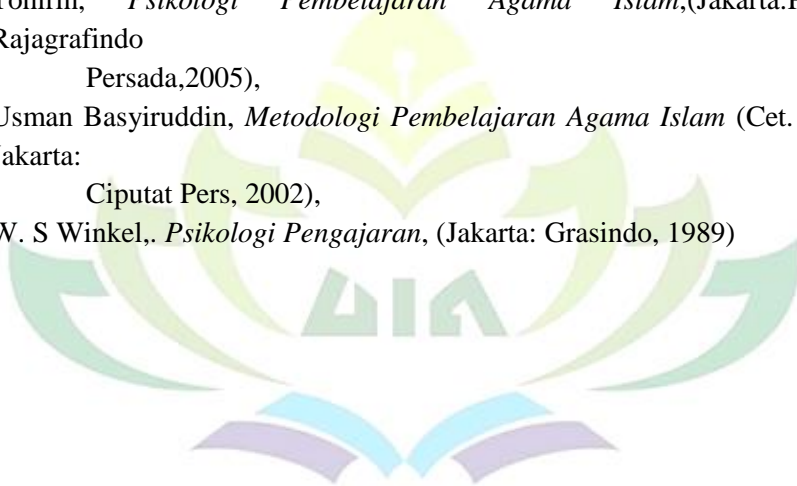 Psikologi Pembelajaran Agama Islam,(Jakarta:
Rajagrafindo
Persada,2005),
Usman Basyiruddin, Metodologi Pembelajaran Agama Islam (Cet.
Jakarta:
Ciputat Pers, 2002),
W. S Winkel,. Psikologi Pengajaran, (Jakarta: Grasindo, 1989)
UIN